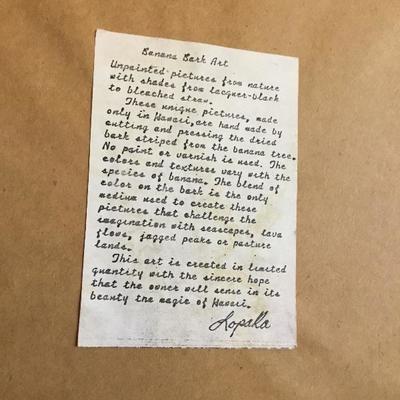 Banana Bark Art
Unpainted pictures from nature
with shades from lacquer-black
to bleached straw.
These unique pictures, made
only in Hawaii, are hand made by
cutting and pressing the dried
bark striped from the banana tree.
No paint or varnish is used. The
colors and textures vary with the
species of banana. The blend of
color on the bark is the only
medium used to create these
pictures that challenge the
imagination with seascapes, lava
flows, jagged peaks or pasture
lands.
This art is created in limited
quantity with the sincere hope
that the owner will sense in its
beauty the magic of Hawaii.
Lopaka